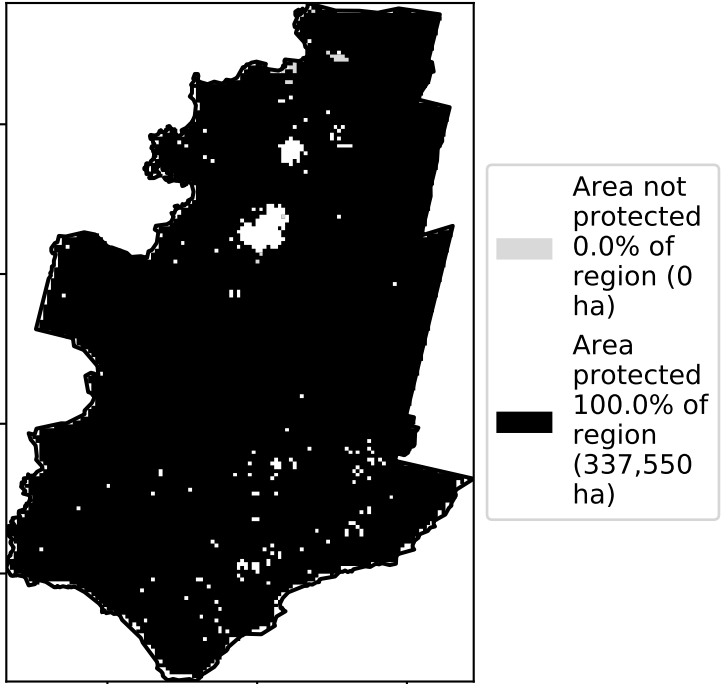 Area not
protected
0.0% of
region (0
ha)
Area
protected
100.0% of
region
(337,550
ha)